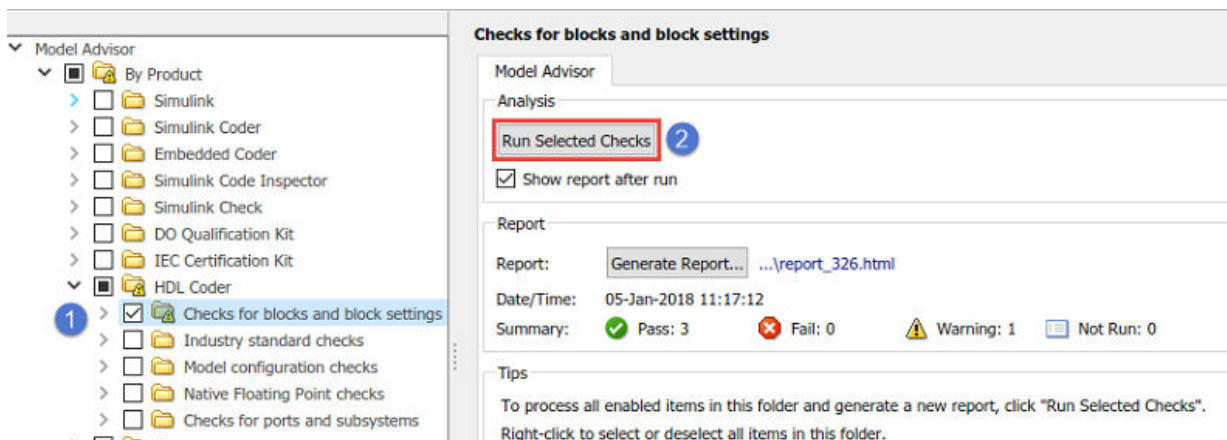 Model Advisor
By Product
Simulink
Simulink Coder
Embedded Coder
Simulink Code Inspector
Simulink Check
DO Qualification Kit
IEC Certification Kit
HDL Coder
1 Checks for blocks and block settings
Industry standard checks
Model configuration checks
Native Floating Point checks
Checks for ports and subsystems
Checks for blocks and block settings
Model Advisor
Analysis
Run Selected Checks 2
Show report after run
Report
Report: Generate Report... ...\report_326.html
Date/Time: 05-Jan-2018 11:17:12
Summary: Pass: 3 Fail: 0 Warning: 1 Not Run: 0
Tips
To process all enabled items in this folder and generate a new report, click "Run Selected Checks".
Right-click to select or deselect all items in this folder.